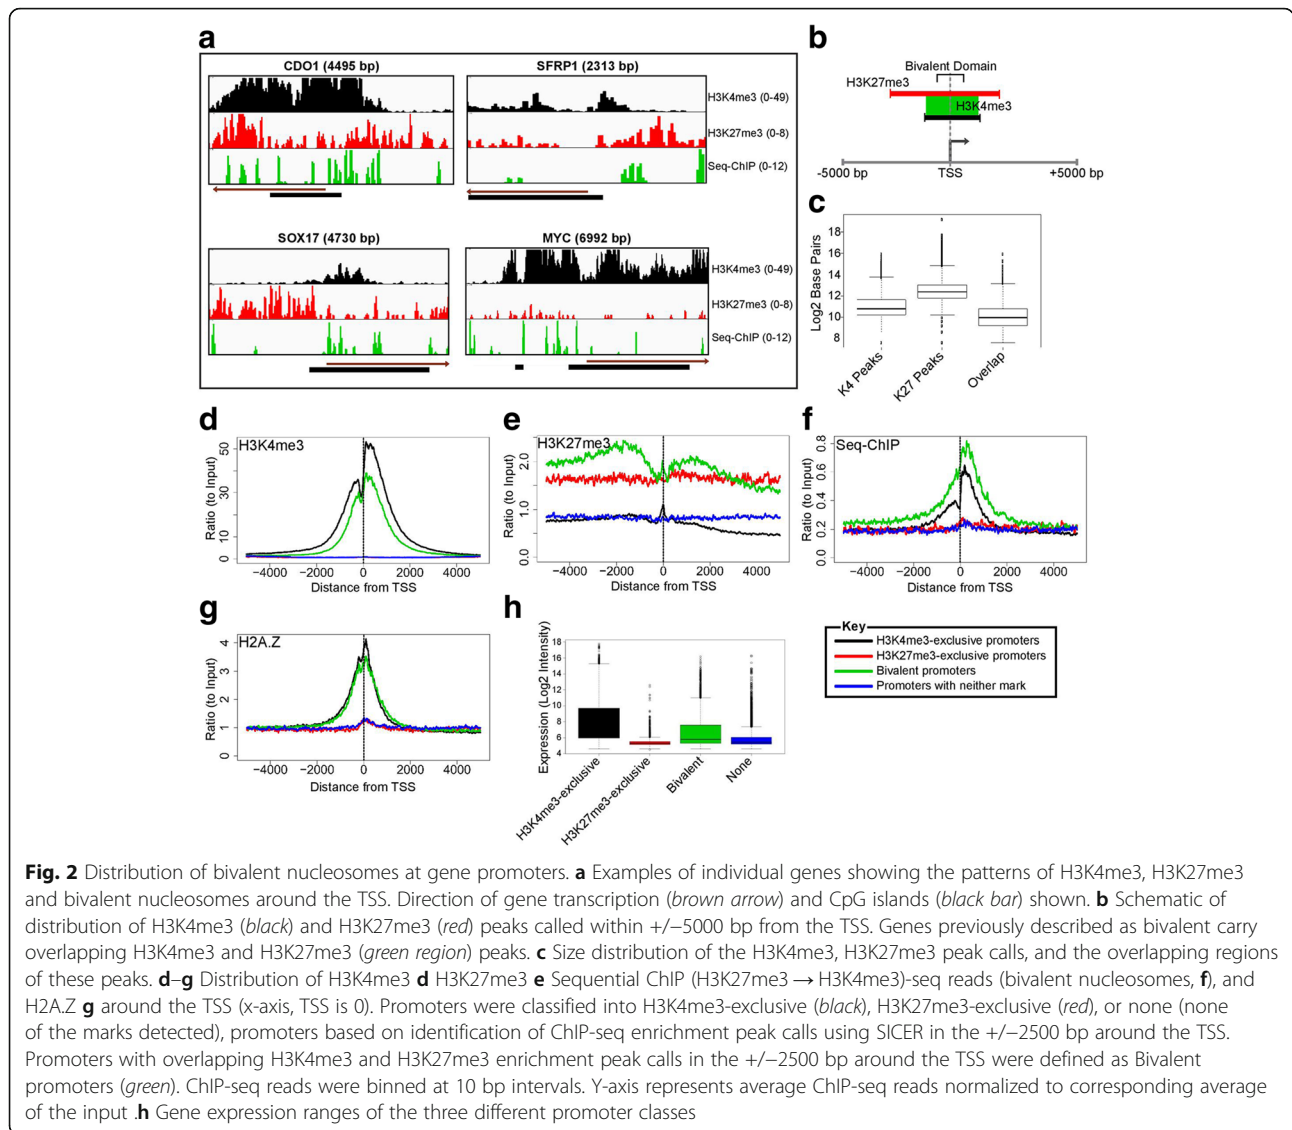 a
CDO1 (4495 bp)
SFRP1 (2313 bp)
H3K4me3 (0-49)
H3K27me3 (0-8)
Seq-ChIP (0-12)
SOX17 (4730 bp)
MYC (6992 bp)
H3K4me3 (0-49)
H3K27me3 (0-8)
Seq-ChIP (0-12)
b
Bivalent Domain
H3K27me3
H3K4me3
-5000 bp
TSS
+5000 bp
c
Log2 Base Pairs
18
16
14
12
10
8
K4 Peaks
K27 Peaks
Overlap
d
H3K4me3
Ratio (to Input)
50
30
10
0
−4000 −2000 0 2000 4000
Distance from TSS
e
H3K27me3
Ratio (to Input)
2.0
1.0
0.0
−4000 −2000 0 2000 4000
Distance from TSS
f
Seq-ChIP
Ratio (to Input)
0.8
0.6
0.4
0.2
0.0
−4000 −2000 0 2000 4000
Distance from TSS
g
H2A.Z
Ratio (to Input)
4
3
2
1
0
−4000 −2000 0 2000 4000
Distance from TSS
h
Expression (Log2 Intensity)
18
16
14
12
10
8
6
4
H3K4me3-exclusive
H3K27me3-exclusive
Bivalent
None
Key
H3K4me3-exclusive promoters
H3K27me3-exclusive promoters
Bivalent promoters
Promoters with neither mark
Fig. 2 Distribution of bivalent nucleosomes at gene promoters. a Examples of individual genes showing the patterns of H3K4me3, H3K27me3
and bivalent nucleosomes around the TSS. Direction of gene transcription (brown arrow) and CpG islands (black bar) shown. b Schematic of
distribution of H3K4me3 (black) and H3K27me3 (red) peaks called within +/−5000 bp from the TSS. Genes previously described as bivalent carry
overlapping H3K4me3 and H3K27me3 (green region) peaks. c Size distribution of the H3K4me3, H3K27me3 peak calls, and the overlapping regions
of these peaks. d–g Distribution of H3K4me3 d H3K27me3 e Sequential ChIP (H3K27me3 → H3K4me3)-seq reads (bivalent nucleosomes, f), and
H2A.Z g around the TSS (x-axis, TSS is 0). Promoters were classified into H3K4me3-exclusive (black), H3K27me3-exclusive (red), or none (none
of the marks detected), promoters based on identification of ChIP-seq enrichment peak calls using SICER in the +/−2500 bp around the TSS.
Promoters with overlapping H3K4me3 and H3K27me3 enrichment peak calls in the +/−2500 bp around the TSS were defined as Bivalent
promoters (green). ChIP-seq reads were binned at 10 bp intervals. Y-axis represents average ChIP-seq reads normalized to corresponding average
of the input .h Gene expression ranges of the three different promoter classes